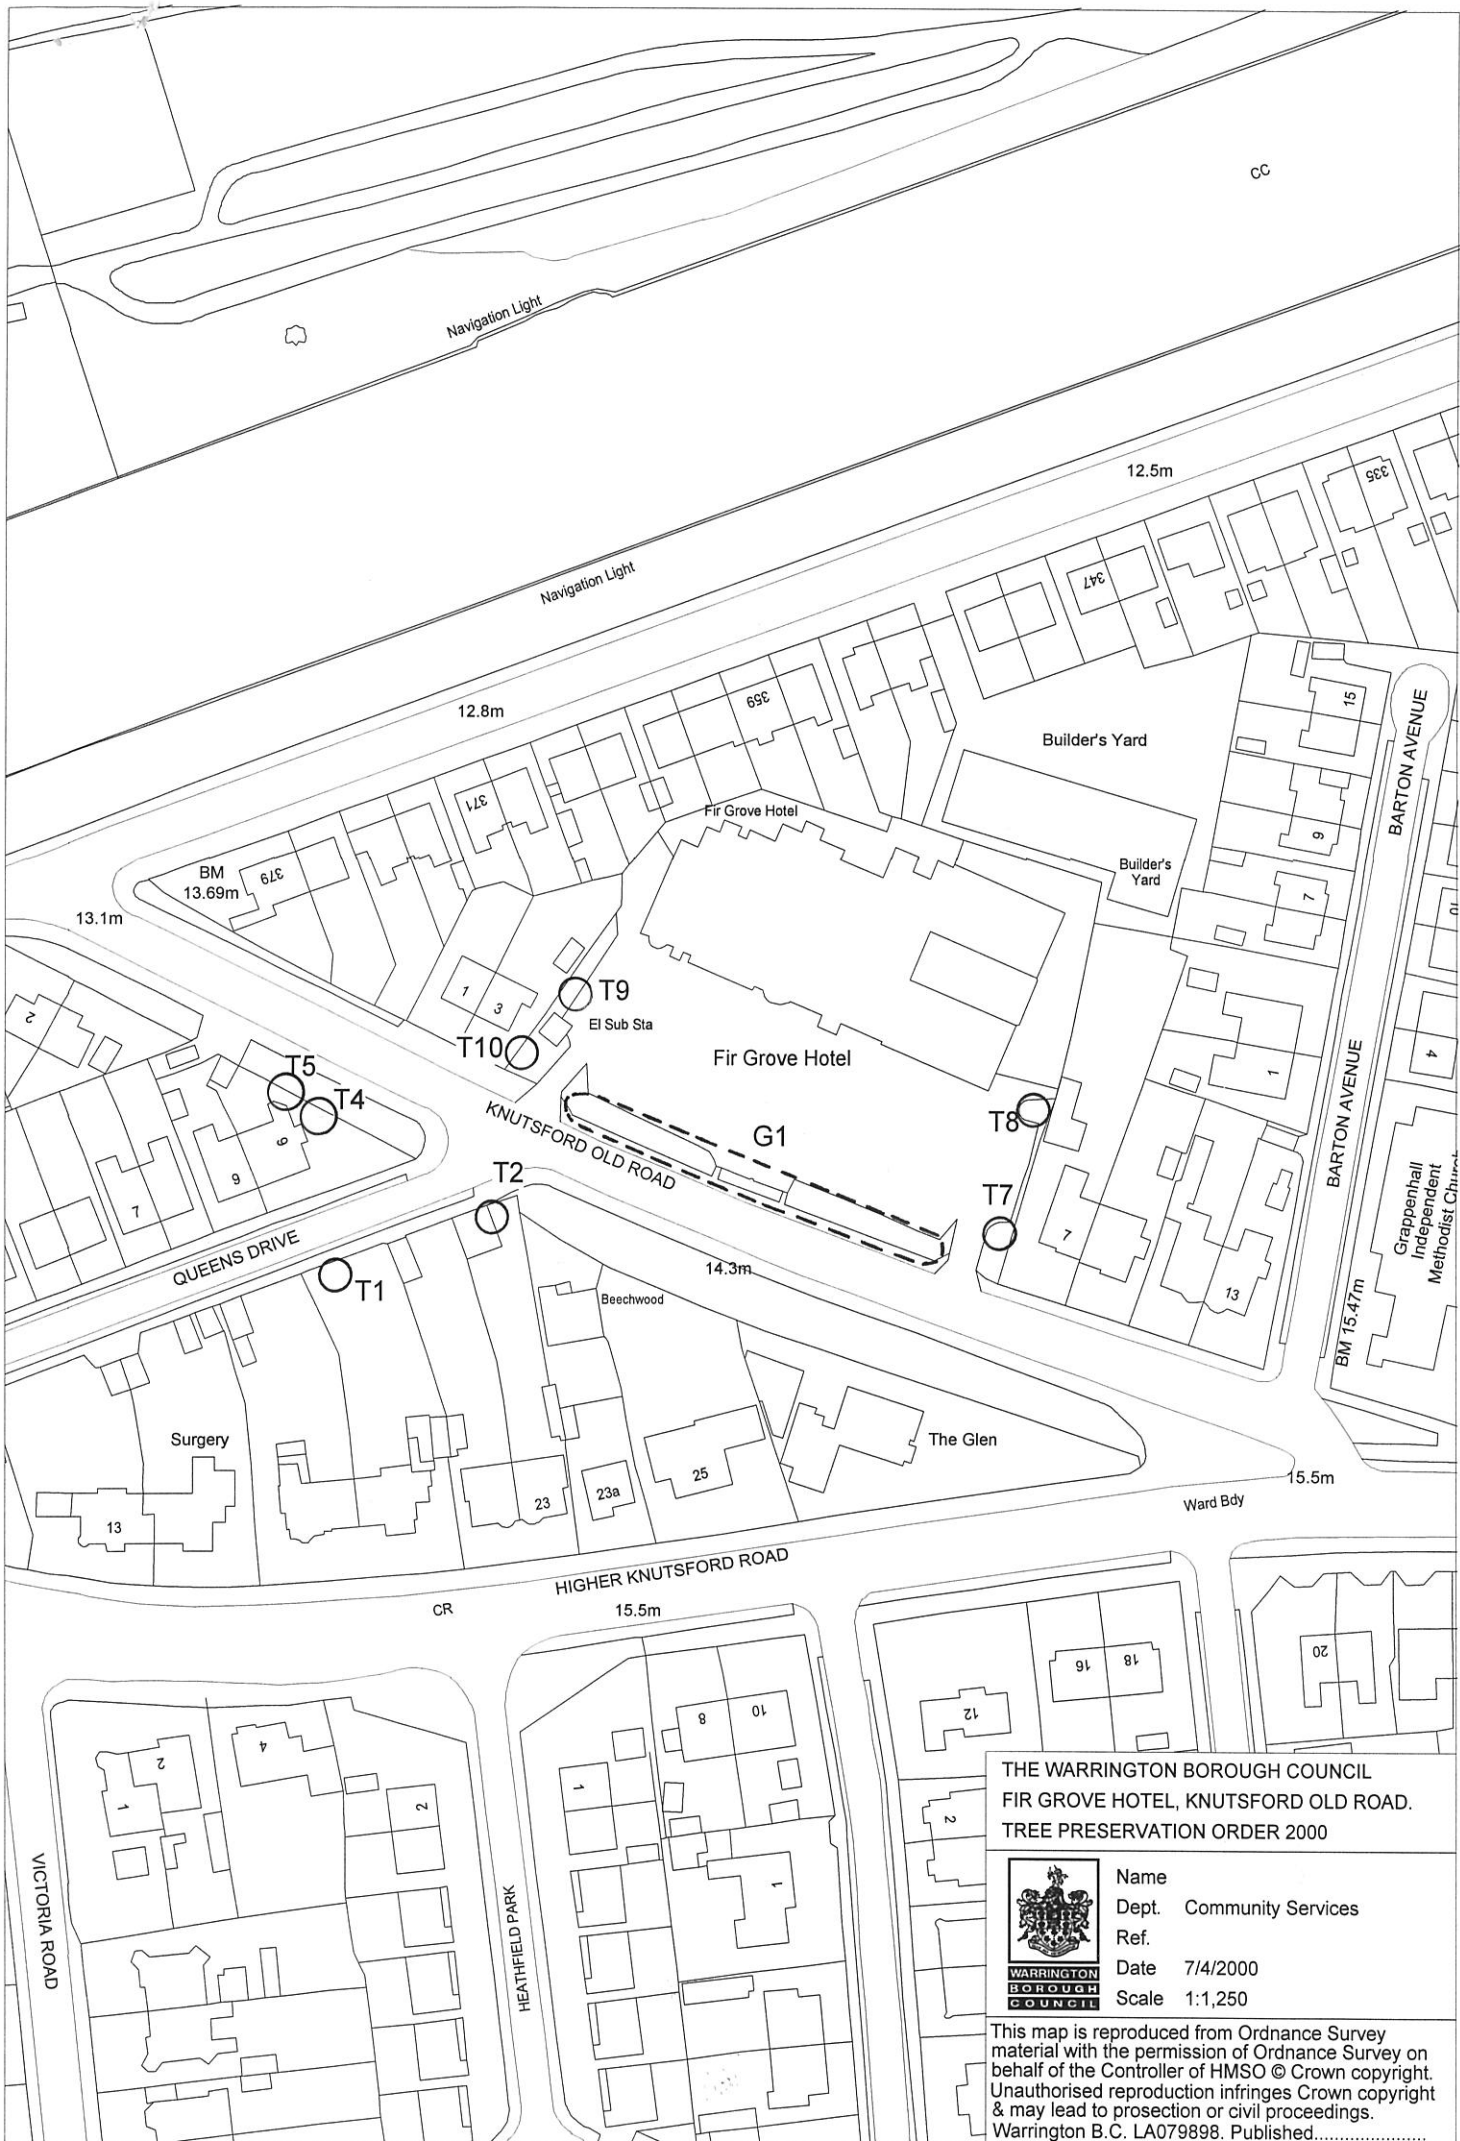 CC
Navigation Light
Navigation Light
12.5m
335
347
12.8m
359
371
379
BM
13.69m
13.1m
Builder's Yard
Builder's
Yard
Fir Grove Hotel
15
9
7
1
BARTON AVENUE
BARTON AVENUE
10
4
1
3
T9
El Sub Sta
T10
Fir Grove Hotel
T5
T4
2
7
9
9
KNUTSFORD OLD ROAD
G1
T8
T7
T2
T1
QUEENS DRIVE
14.3m
7
13
Grappenhall
Independent
Methodist Church
BM 15.47m
Beechwood
Surgery
13
23
23a
25
The Glen
15.5m
Ward Bdy
HIGHER KNUTSFORD ROAD
CR
15.5m
VICTORIA ROAD
HEATHFIELD PARK
1
2
4
2
1
8
10
1
12
16
18
20
2
THE WARRINGTON BOROUGH COUNCIL
FIR GROVE HOTEL, KNUTSFORD OLD ROAD.
TREE PRESERVATION ORDER 2000
WARRINGTON
BOROUGH
COUNCIL
Name
Dept. Community Services
Ref.
Date 7/4/2000
Scale 1:1,250
This map is reproduced from Ordnance Survey
material with the permission of Ordnance Survey on
behalf of the Controller of HMSO © Crown copyright.
Unauthorised reproduction infringes Crown copyright
& may lead to prosection or civil proceedings.
Warrington B.C. LA079898. Published......................